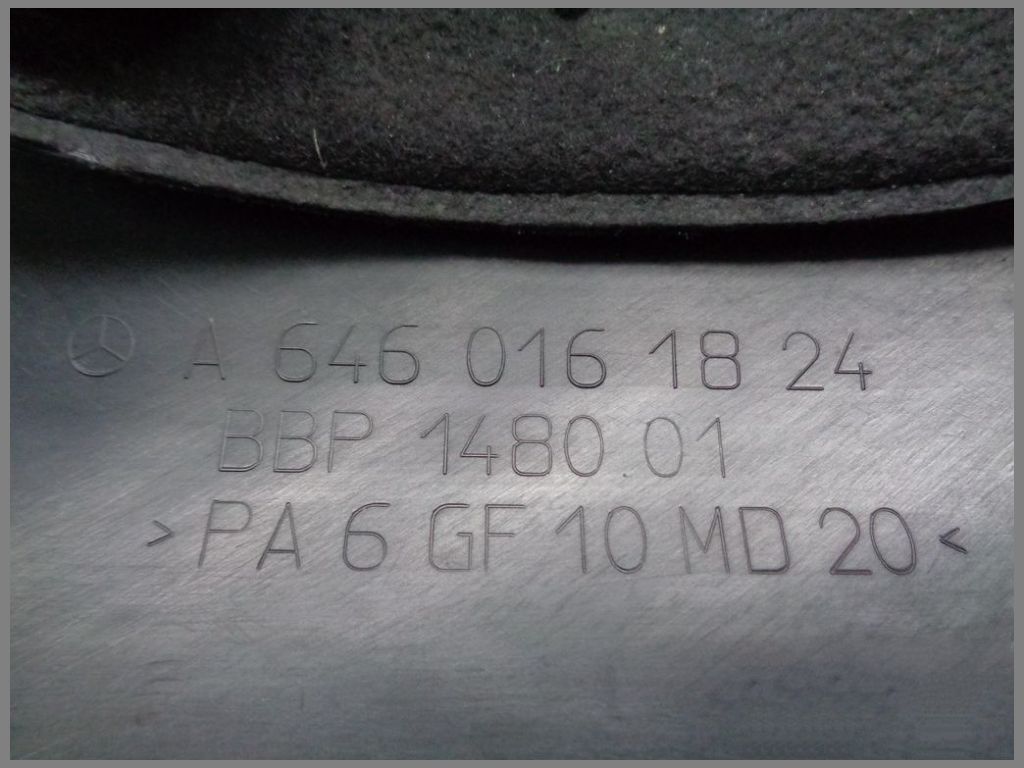 A 646 016 18 24
BBP 1480.01
>PA 6 GF 10 MD 20<